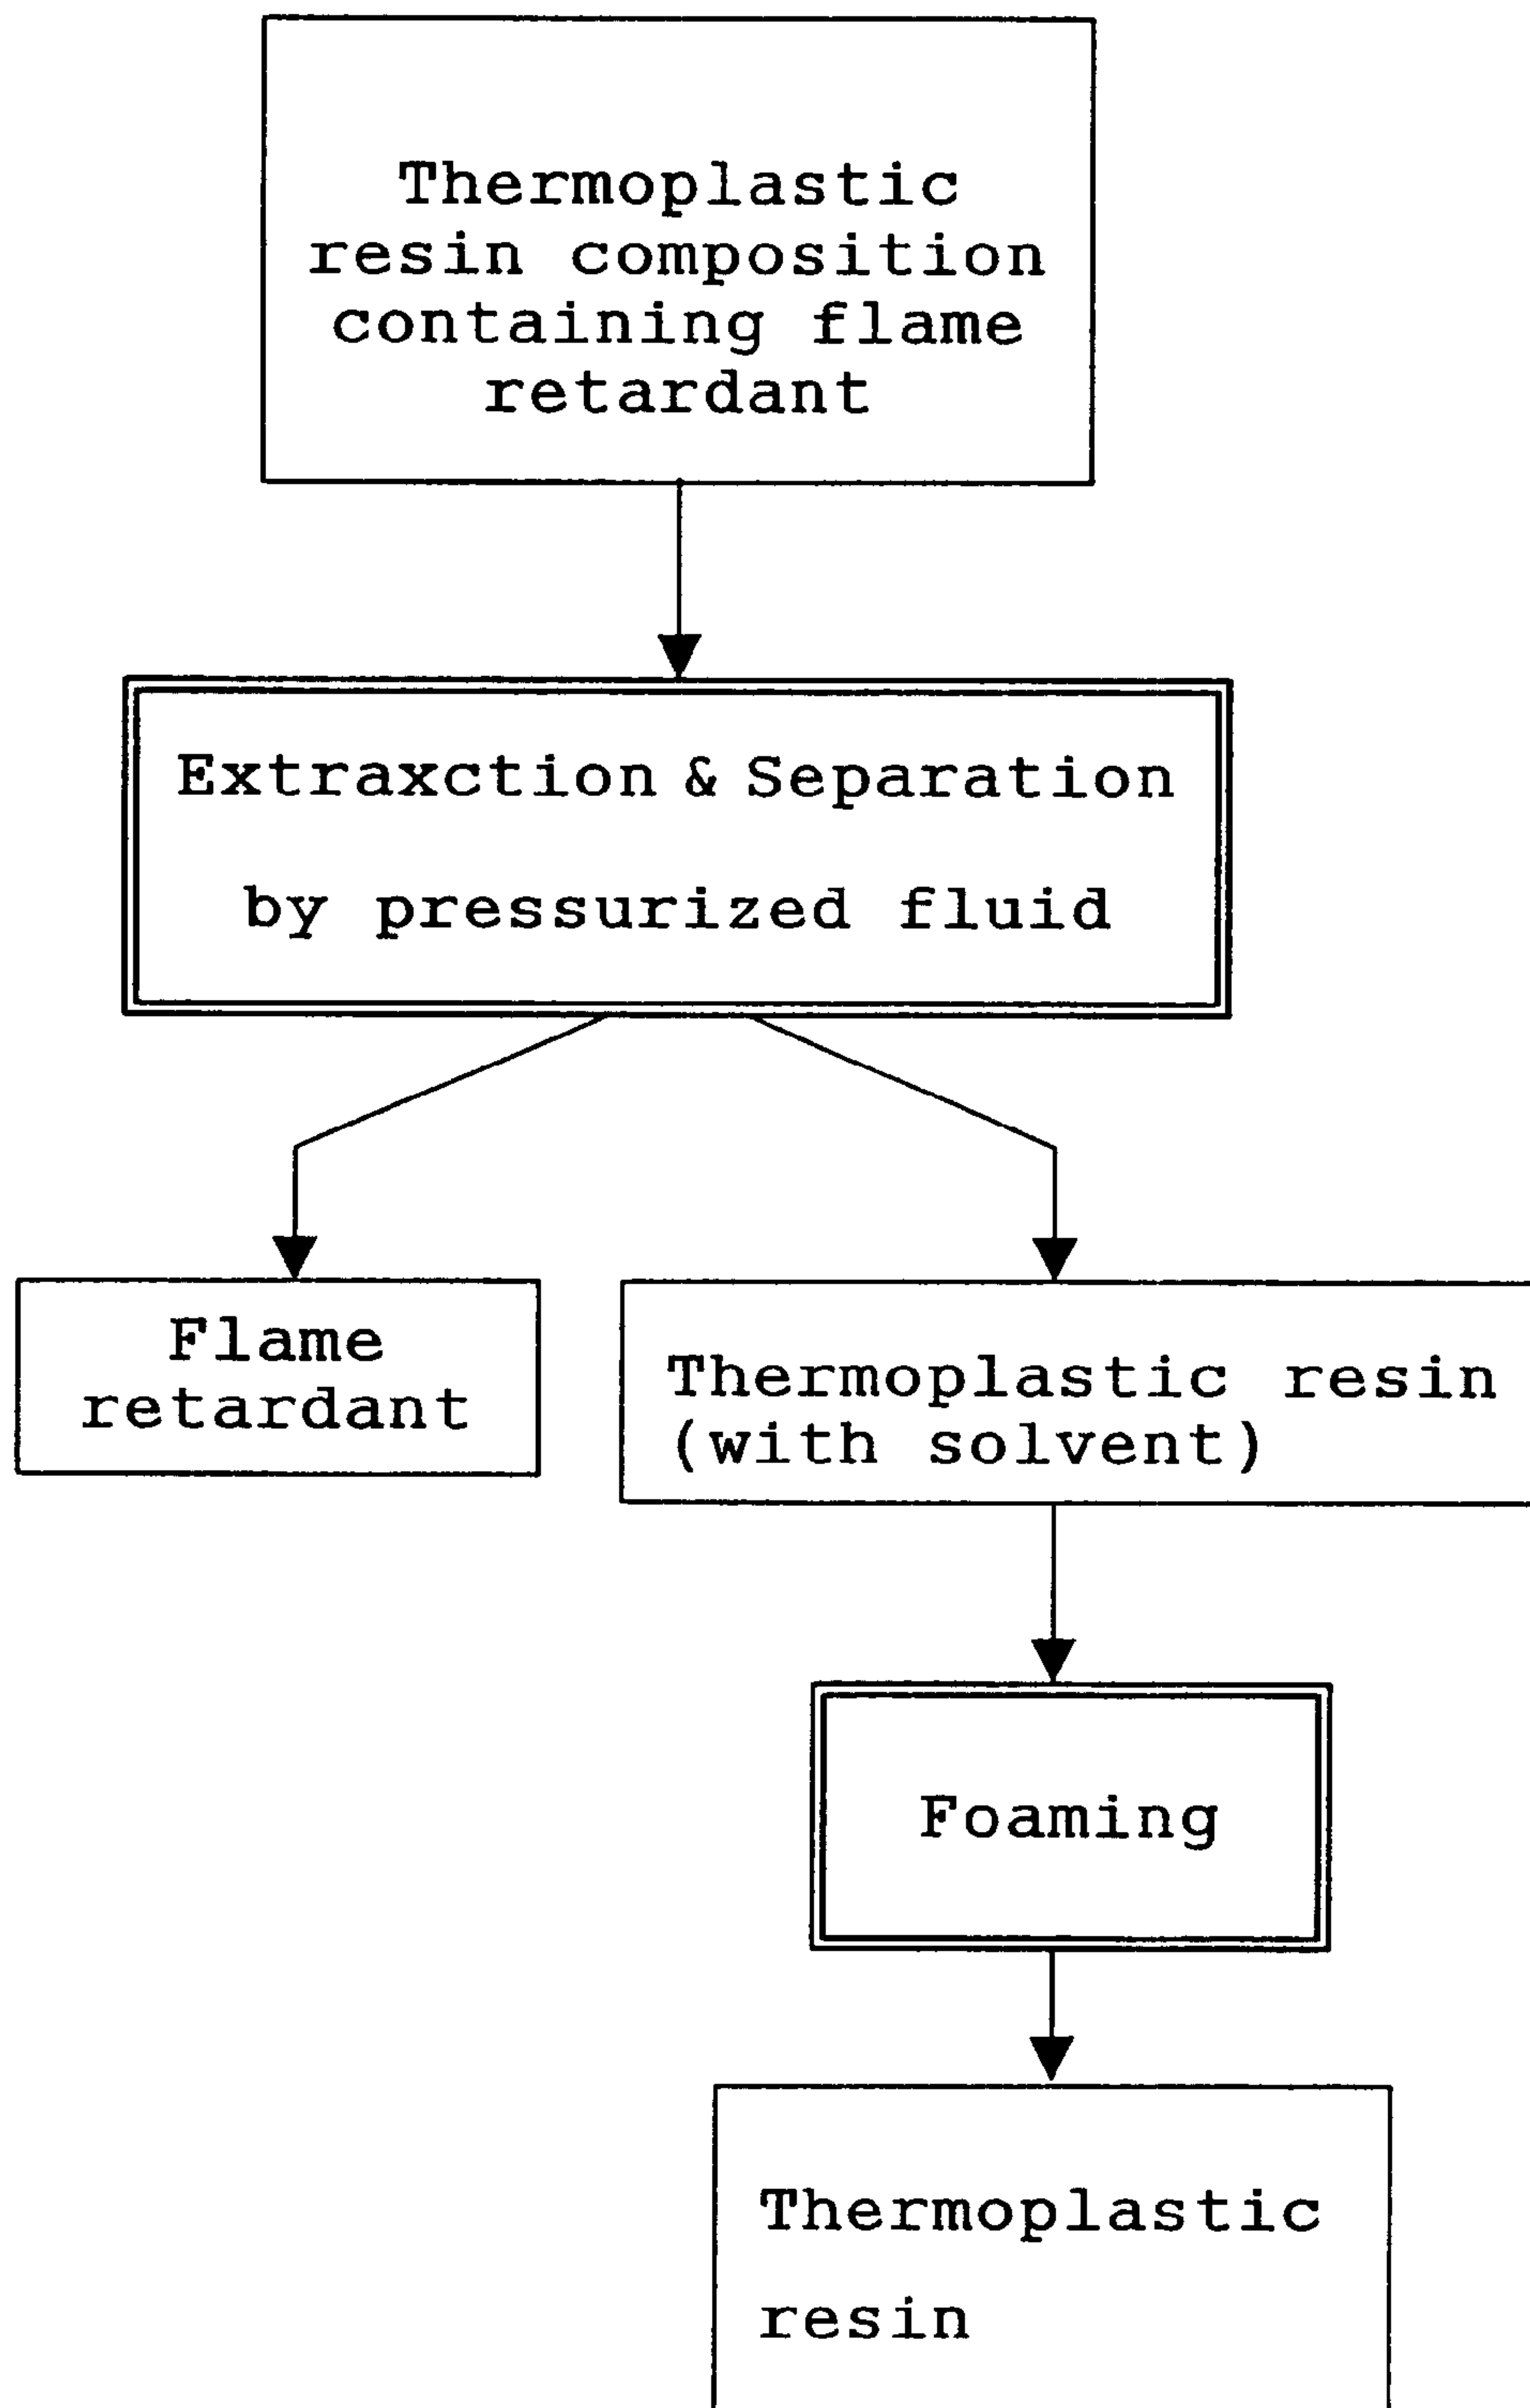 Thermoplastic
resin composition
containing flame
retardant
Extraxction & Separation
by pressurized fluid
Flame
retardant
Thermoplastic resin
(with solvent)
Foaming
Thermoplastic
resin